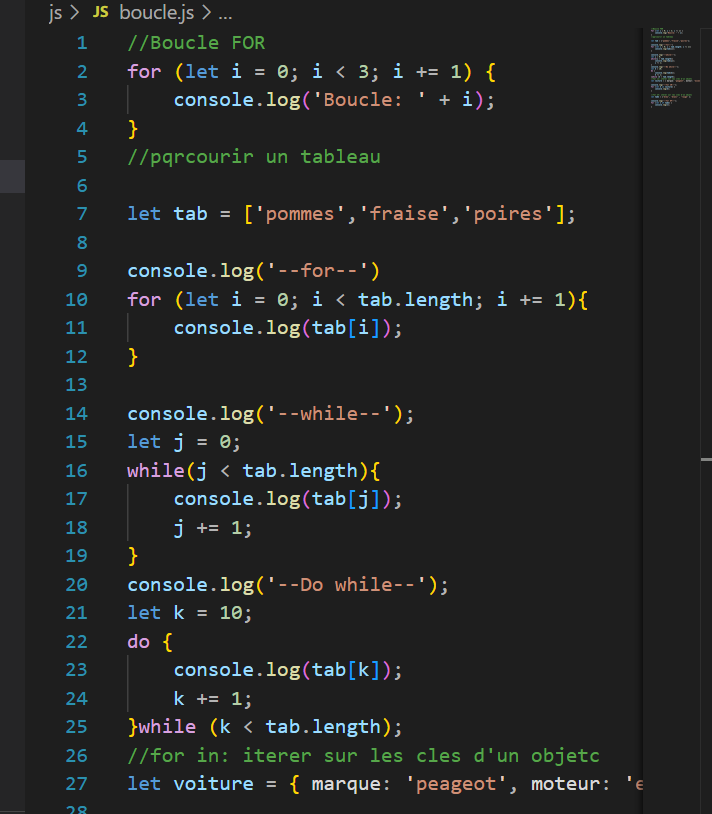 js > JS boucle.js > ...
1 //Boucle FOR
2 for (let i = 0; i < 3; i += 1) {
3     console.log('Boucle: ' + i);
4 }
5 //pqrcourir un tableau
6
7 let tab = ['pommes','fraise','poires'];
8
9 console.log('--for--')
10 for (let i = 0; i < tab.length; i += 1){
11     console.log(tab[i]);
12 }
13
14 console.log('--while--');
15 let j = 0;
16 while(j < tab.length){
17     console.log(tab[j]);
18     j += 1;
19 }
20 console.log('--Do while--');
21 let k = 10;
22 do {
23     console.log(tab[k]);
24     k += 1;
25 }while (k < tab.length);
26 //for in: iterer sur les cles d'un objetc
27 let voiture = { marque: 'peageot', moteur: 'e
28